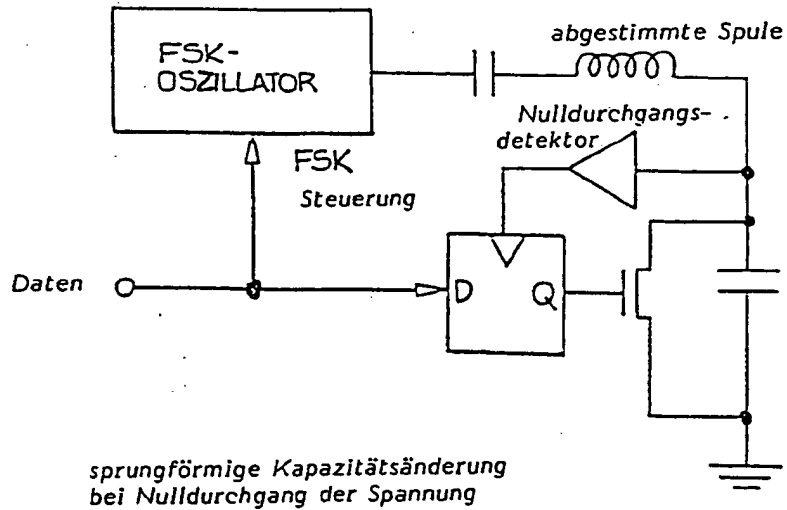 FSK-
OSZILLATOR
abgestimmte Spule
Nulldurchgangs-
detektor
FSK
Steuerung
Daten
D
Q
sprungförmige Kapazitätsänderung
bei Nulldurchgang der Spannung